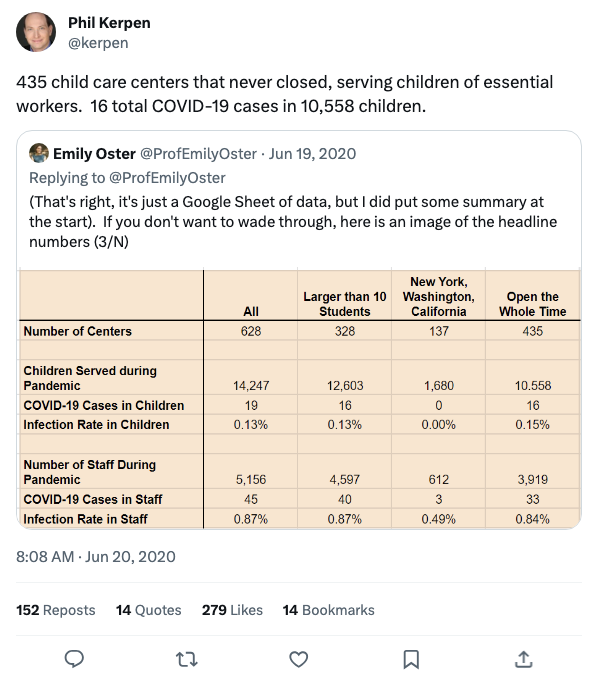 Phil Kerpen
@kerpen
435 child care centers that never closed, serving children of essential
workers.  16 total COVID-19 cases in 10,558 children.
Emily Oster @ProfEmilyOster · Jun 19, 2020
Replying to @ProfEmilyOster
(That's right, it's just a Google Sheet of data, but I did put some summary at
the start).  If you don't want to wade through, here is an image of the headline
numbers (3/N)
All
Larger than 10
Students
New York,
Washington,
California
Open the
Whole Time
Number of Centers 628 328 137 435
Children Served during
Pandemic 14,247 12,603 1,680 10.558
COVID-19 Cases in Children 19 16 0 16
Infection Rate in Children 0.13% 0.13% 0.00% 0.15%
Number of Staff During
Pandemic 5,156 4,597 612 3,919
COVID-19 Cases in Staff 45 40 3 33
Infection Rate in Staff 0.87% 0.87% 0.49% 0.84%
8:08 AM · Jun 20, 2020
152 Reposts 14 Quotes 279 Likes 14 Bookmarks